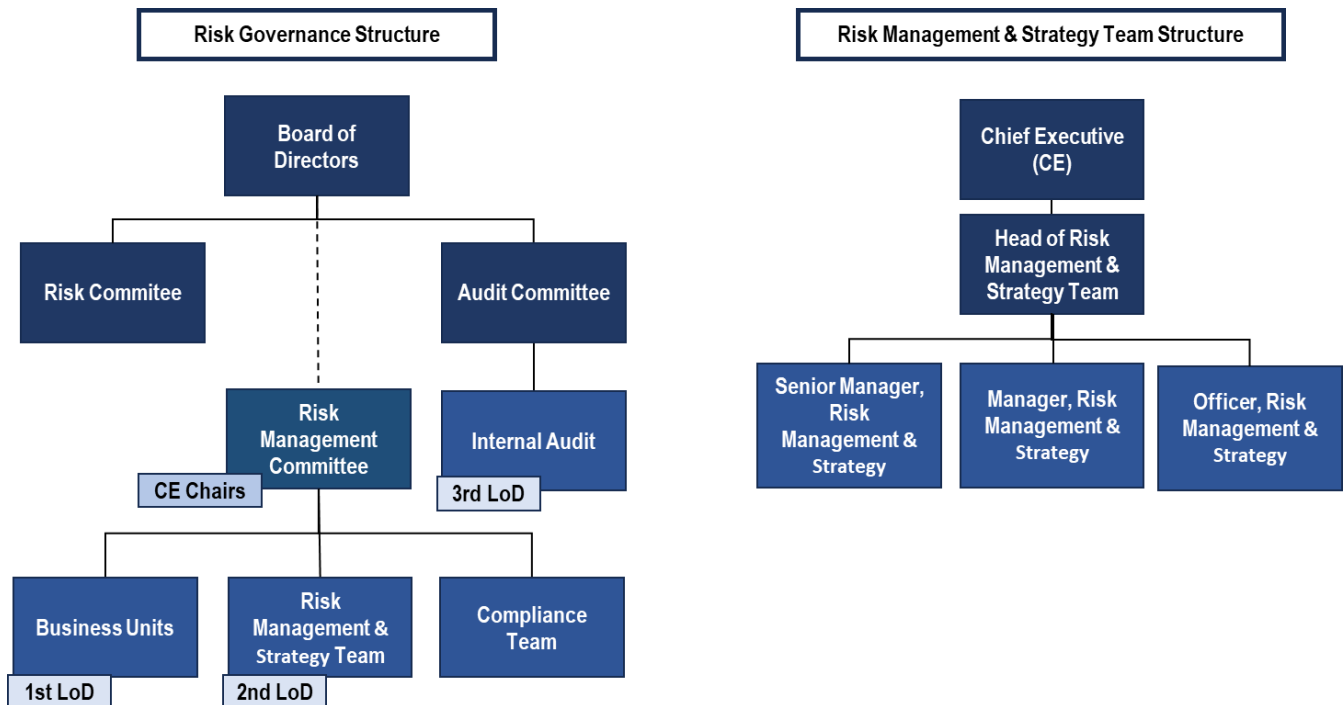 Risk Governance Structure
Board of
Directors
Risk Commitee
Audit Committee
Risk
Management
Committee
CE Chairs
Internal Audit
3rd LoD
Business Units
1st LoD
Risk
Management &
Strategy Team
2nd LoD
Compliance
Team
Risk Management & Strategy Team Structure
Chief Executive
(CE)
Head of Risk
Management &
Strategy Team
Senior Manager,
Risk
Management &
Strategy
Manager, Risk
Management &
Strategy
Officer, Risk
Management &
Strategy